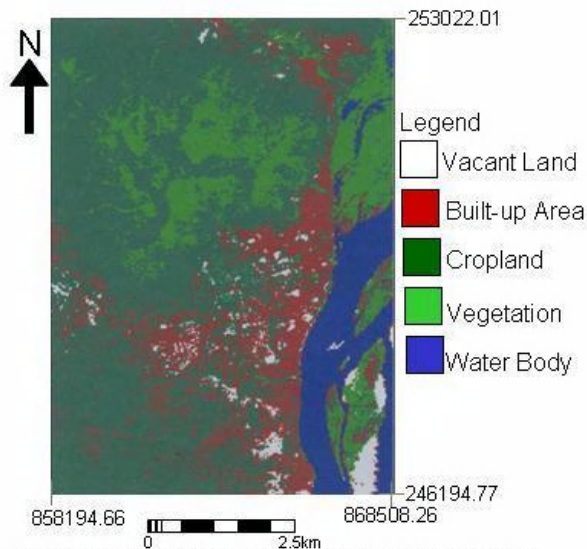 253022.01
N
Legend
Vacant Land
Built-up Area
Cropland
Vegetation
Water Body
246194.77
858194.66
868508.26
0
2.5km